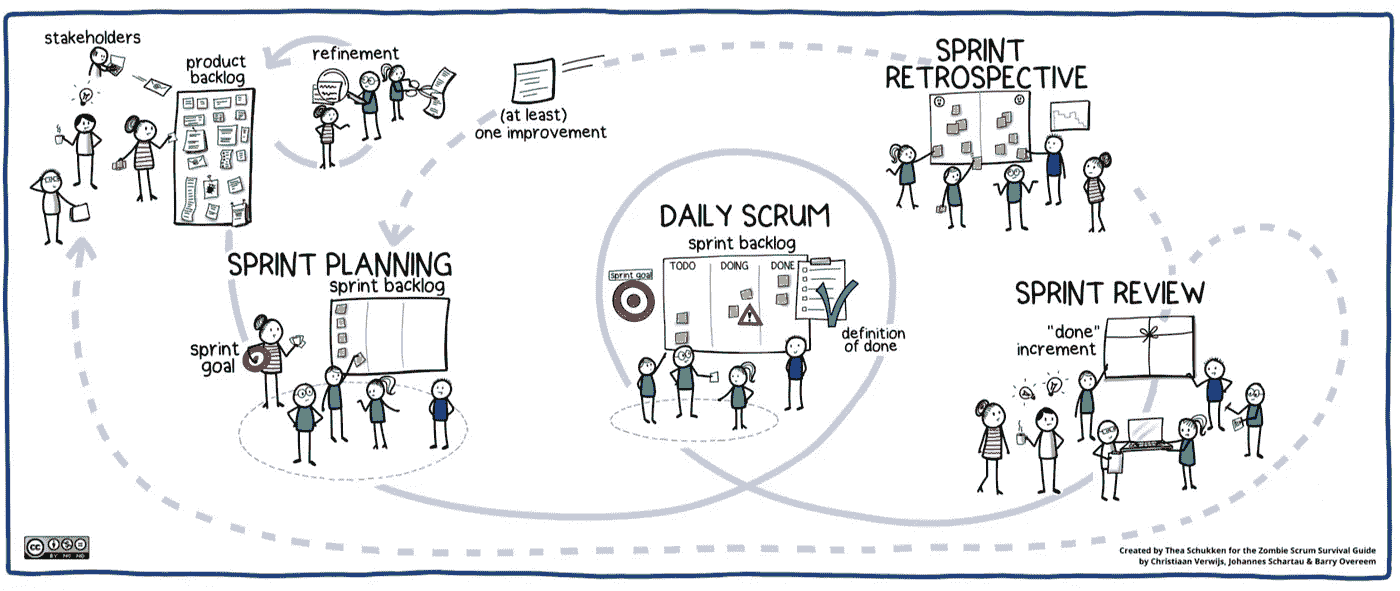 stakeholders
product
backlog
refinement
(at least)
one improvement
SPRINT
RETROSPECTIVE
SPRINT PLANNING
sprint backlog
sprint
goal
DAILY SCRUM
sprint backlog
sprint goal
TODO
DOING
DONE
definition
of done
SPRINT REVIEW
"done"
increment
cc
BY NC ND
Created by Thea Schukken for the Zombie Scrum Survival Guide
by Christiaan Verwijs, Johannes Schartau & Barry Overeem